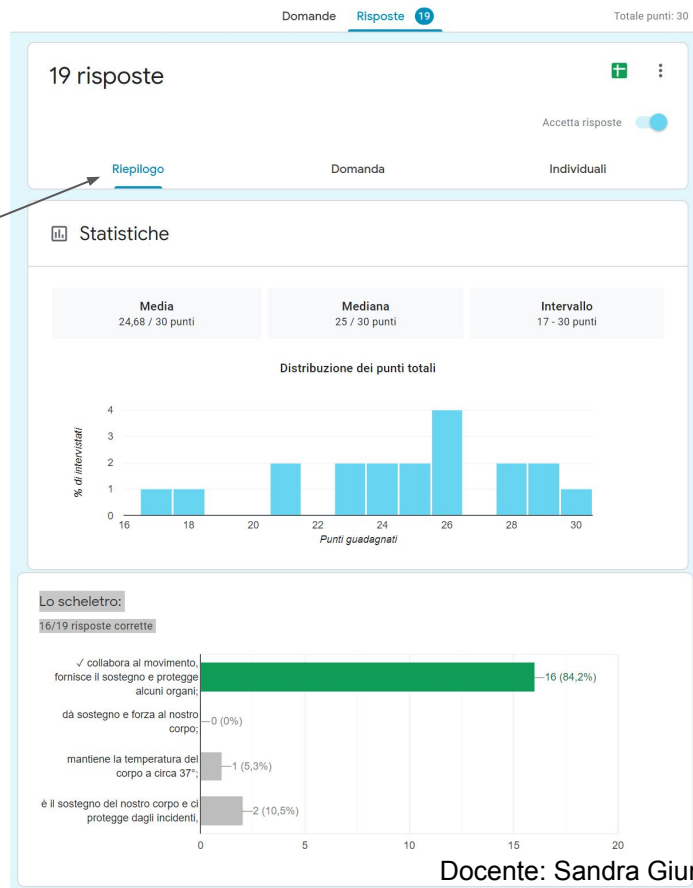 Domande Risposte 19 Totale punti: 30
19 risposte
Accetta risposte
Riepilogo Domanda Individuali
Statistiche
Media Mediana Intervallo
24,68 / 30 punti 25 / 30 punti 17 - 30 punti
Distribuzione dei punti totali
4
3
2
1
0
% di intervistati
16 18 20 22 24 26 28 30
Punti guadagnati
Lo scheletro:
16/19 risposte corrette
✓ collabora al movimento,
fornisce il sostegno e protegge
alcuni organi;
16 (84,2%)
dà sostegno e forza al nostro
corpo;
0 (0%)
mantiene la temperatura del
corpo a circa 37°;
1 (5,3%)
è il sostegno del nostro corpo e ci
protegge dagli incidenti,
2 (10,5%)
0 5 10 15 20
Docente: Sandra Giur